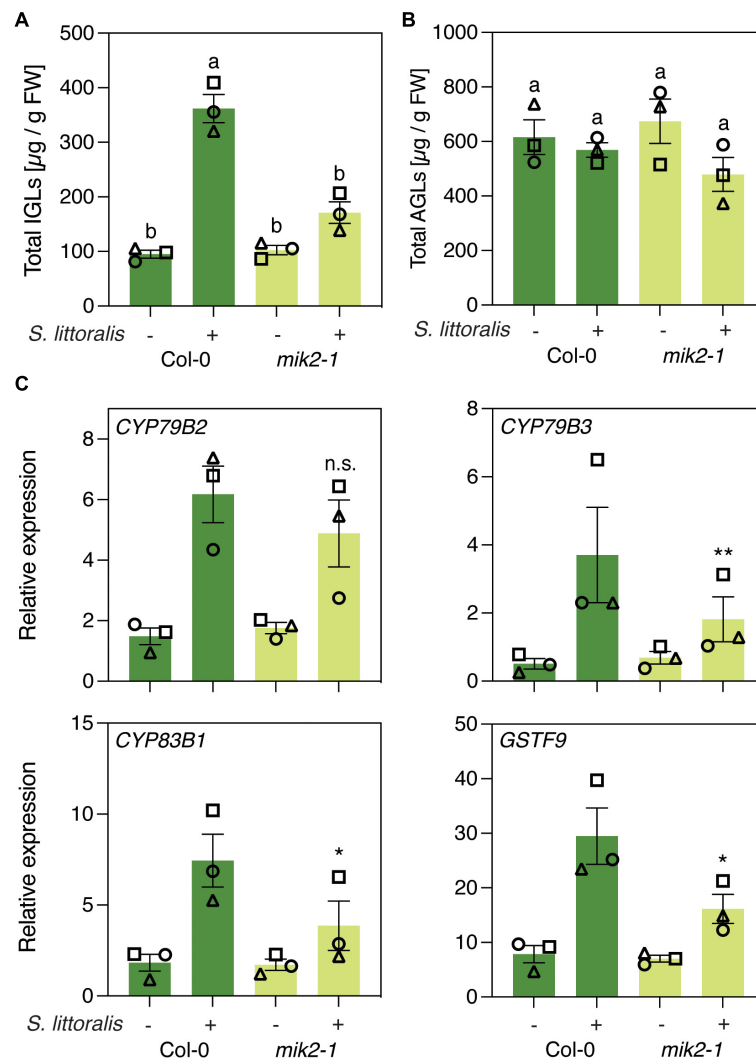 A
Total IGLs [µg / g FW]
500
400
300
200
100
0
b
a
b
b
S. littoralis
- + - +
Col-0 mik2-1
B
Total AGLs [µg / g FW]
1000
800
600
400
200
0
a
a
a
a
- + - +
Col-0 mik2-1
C
CYP79B2
Relative expression
8
6
4
2
0
n.s.
CYP79B3
8
6
4
2
0
**
CYP83B1
Relative expression
15
10
5
0
*
S. littoralis
- + - +
Col-0 mik2-1
GSTF9
50
40
30
20
10
0
*
- + - +
Col-0 mik2-1